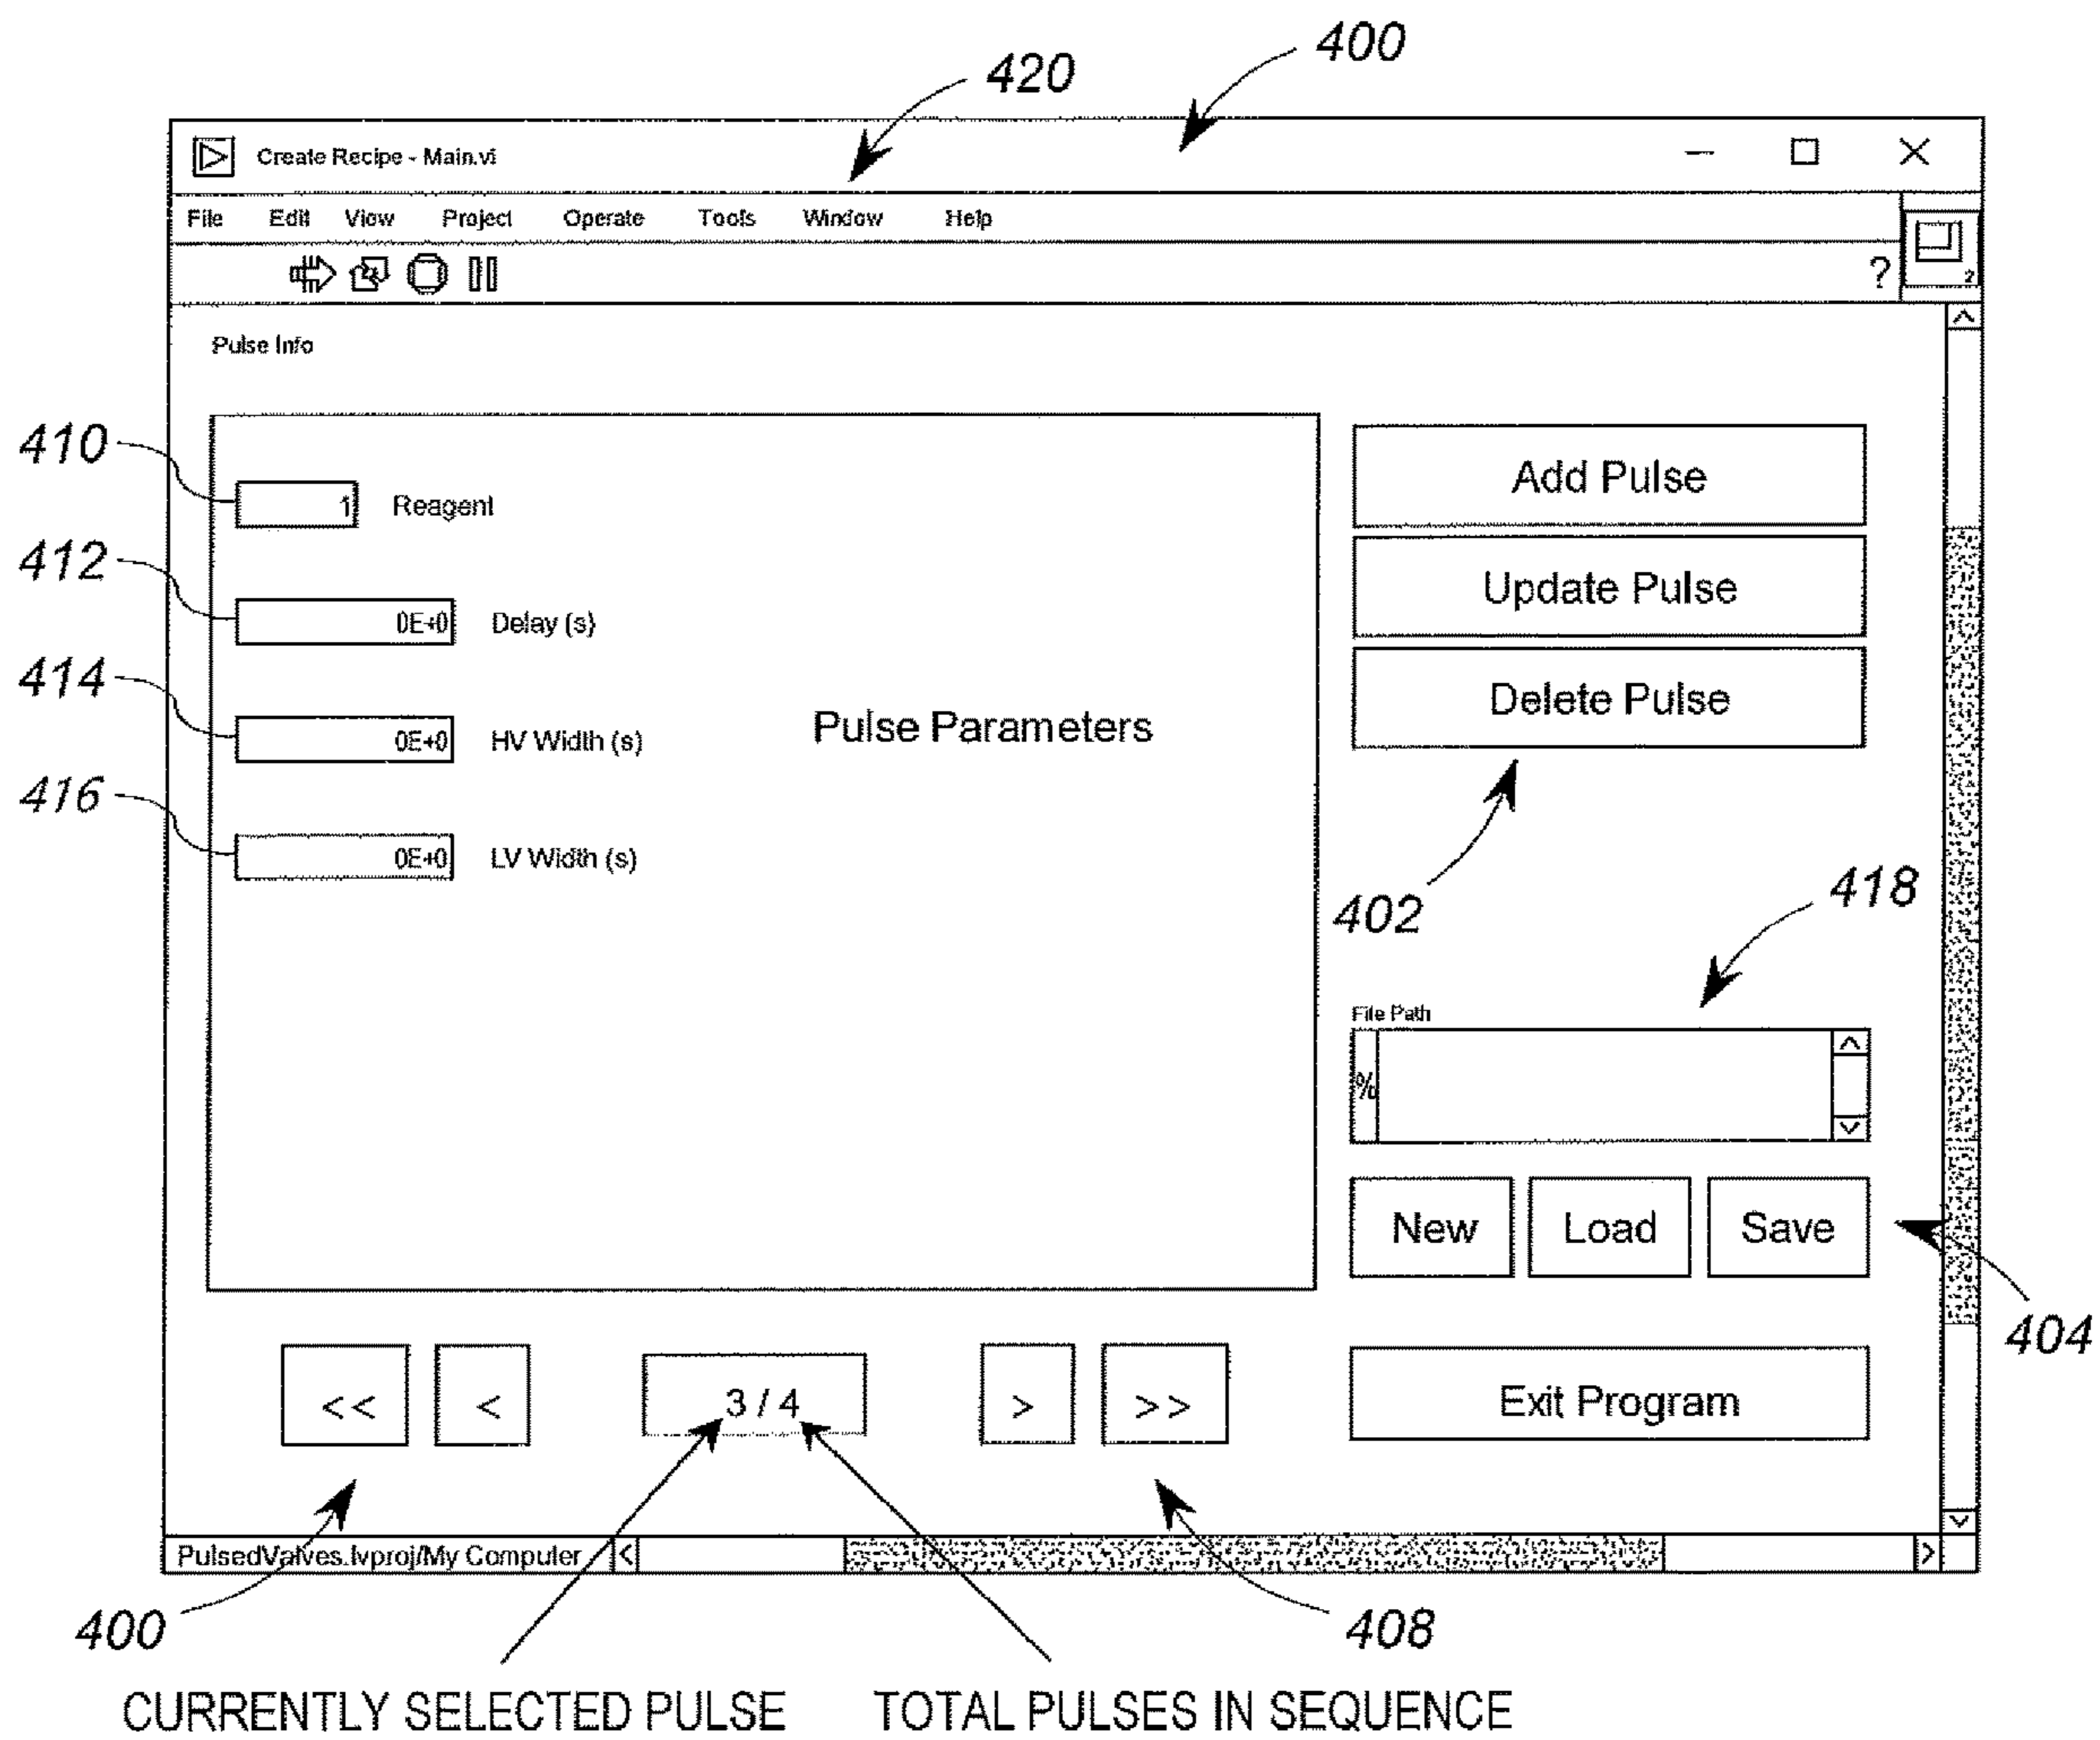 420
400
Create Recipe - Main.vi
File Edit View Project Operate Tools Window Help
?
2
Pulse Info
410
1 Reagent
412
0E+0 Delay (s)
414
0E+0 HV Width (s)
416
0E+0 LV Width (s)
Pulse Parameters
Add Pulse
Update Pulse
Delete Pulse
402
418
File Path
%
New Load Save
404
<< < 3 / 4 > >>
Exit Program
PulsedValves.lvproj/My Computer < >
400
408
CURRENTLY SELECTED PULSE
TOTAL PULSES IN SEQUENCE